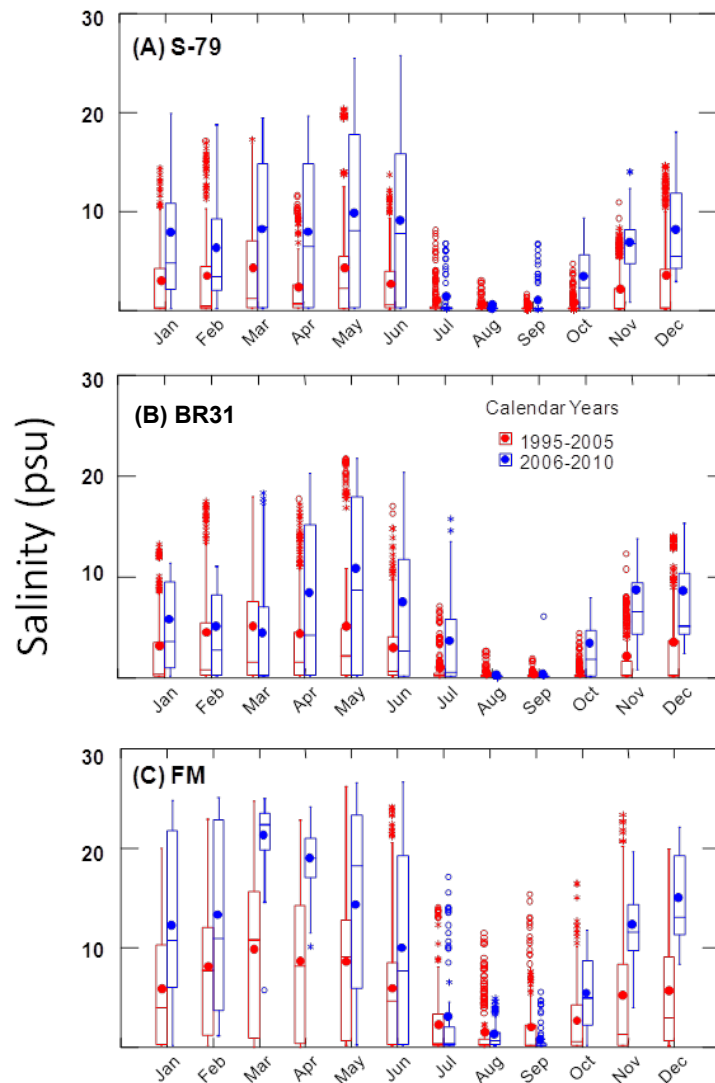 Salinity (psu)
30
(A) S-79
20
10
Jan Feb Mar Apr May Jun Jul Aug Sep Oct Nov Dec
30
(B) BR31
Calendar Years
1995-2005
2006-2010
20
10
Jan Feb Mar Apr May Jun Jul Aug Sep Oct Nov Dec
30
(C) FM
20
10
Jan Feb Mar Apr May Jun Jul Aug Sep Oct Nov Dec